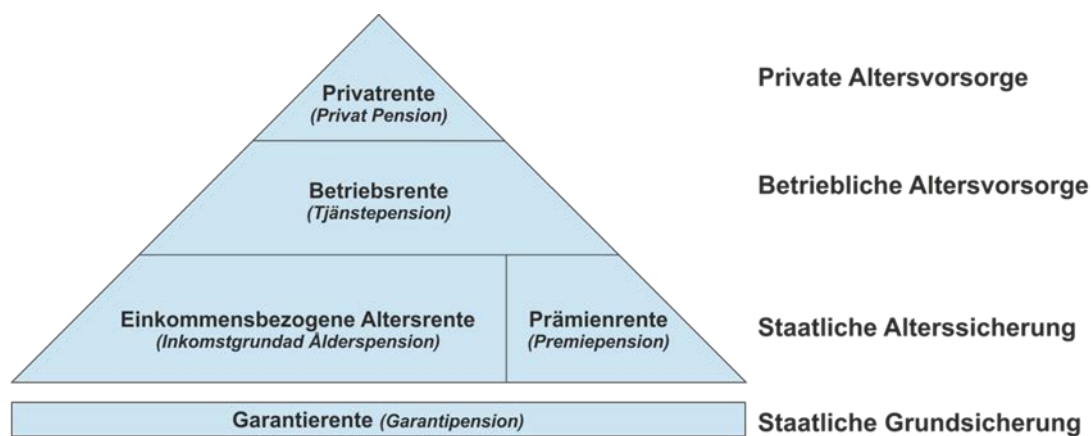 Privatrente
(Privat Pension)
Private Altersvorsorge
Betriebsrente
(Tjänstepension)
Betriebliche Altersvorsorge
Einkommensbezogene Altersrente
(Inkomstgrundad Ålderspension)
Prämienrente
(Premiepension)
Staatliche Alterssicherung
Garantierente (Garantipension)
Staatliche Grundsicherung